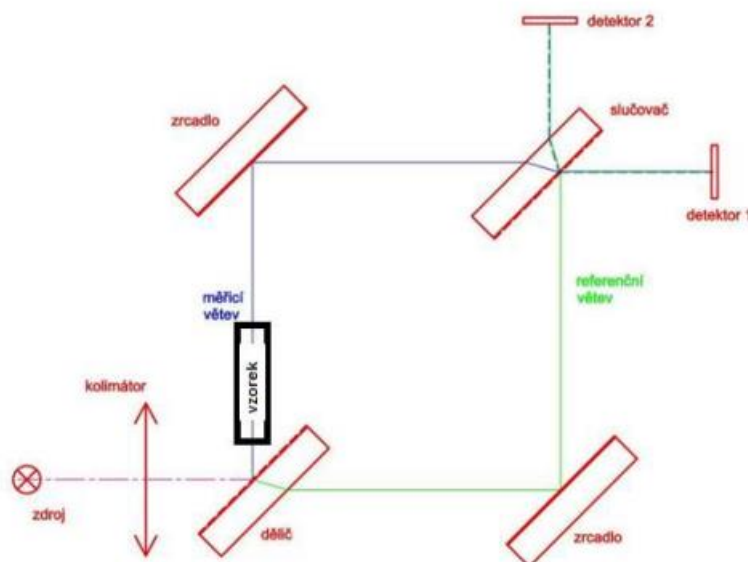 detektor 2
zrcadlo
slučovač
detektor 1
měřicí
větev
referenční
větev
vzorek
kolimátor
zdroj
dělič
zrcadlo